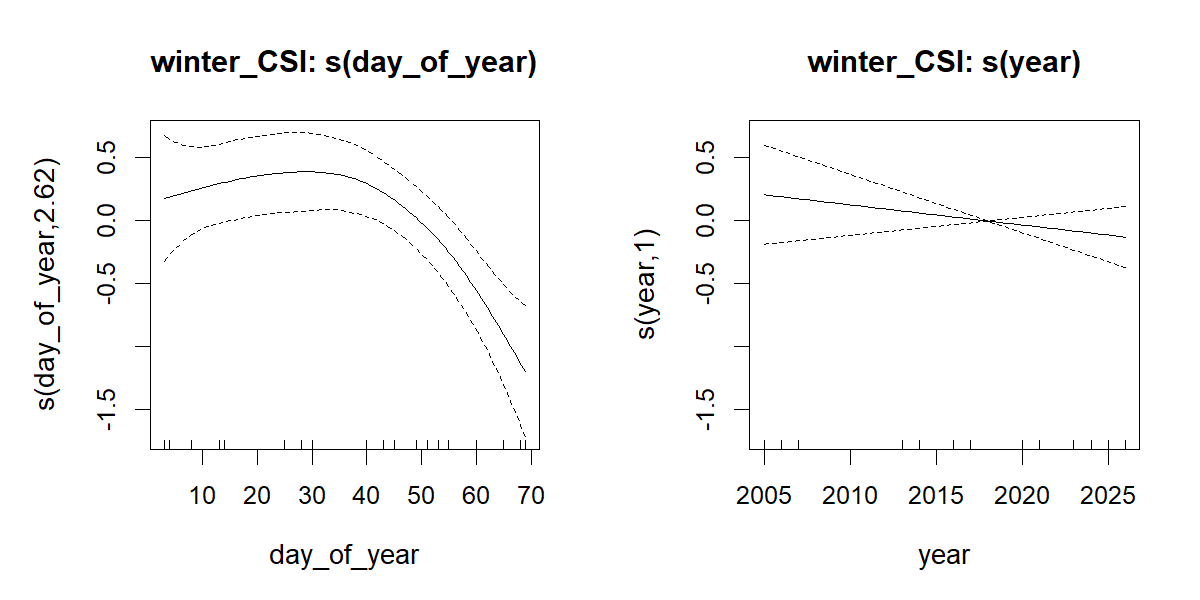 winter_CSI: s(day_of_year)
s(day_of_year,2.62)
0.5
0.0
-0.5
-1.5
10 20 30 40 50 60 70
day_of_year
winter_CSI: s(year)
s(year,1)
0.5
0.0
-0.5
-1.5
2005 2010 2015 2020 2025
year